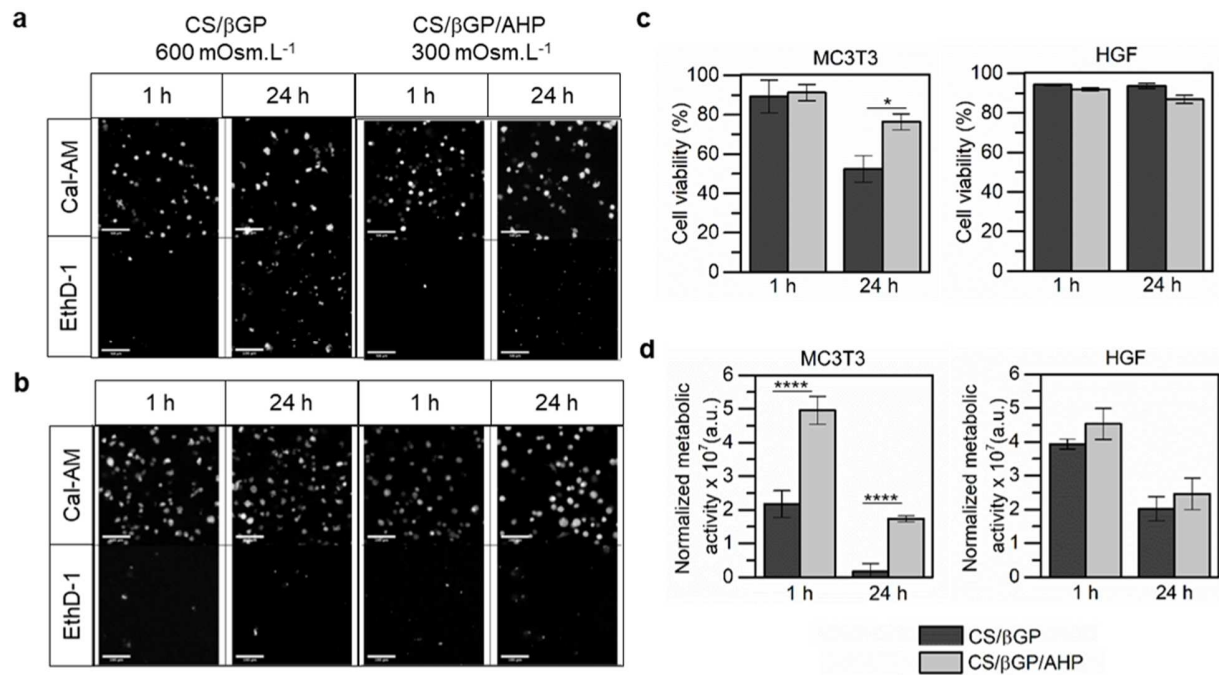 a
CS/βGP
600 mOsm.L⁻¹
CS/βGP/AHP
300 mOsm.L⁻¹
1 h
24 h
1 h
24 h
Cal-AM
EthD-1
b
1 h
24 h
1 h
24 h
Cal-AM
EthD-1
c
MC3T3
Cell viability (%)
100
80
60
40
20
0
*
1 h
24 h
HGF
Cell viability (%)
100
80
60
40
20
0
1 h
24 h
d
MC3T3
Normalized metabolic
activity x 10⁷(a.u.)
6
5
4
3
2
1
0
****
****
1 h
24 h
HGF
Normalized metabolic
activity x 10⁷(a.u.)
6
5
4
3
2
1
0
1 h
24 h
CS/βGP
CS/βGP/AHP